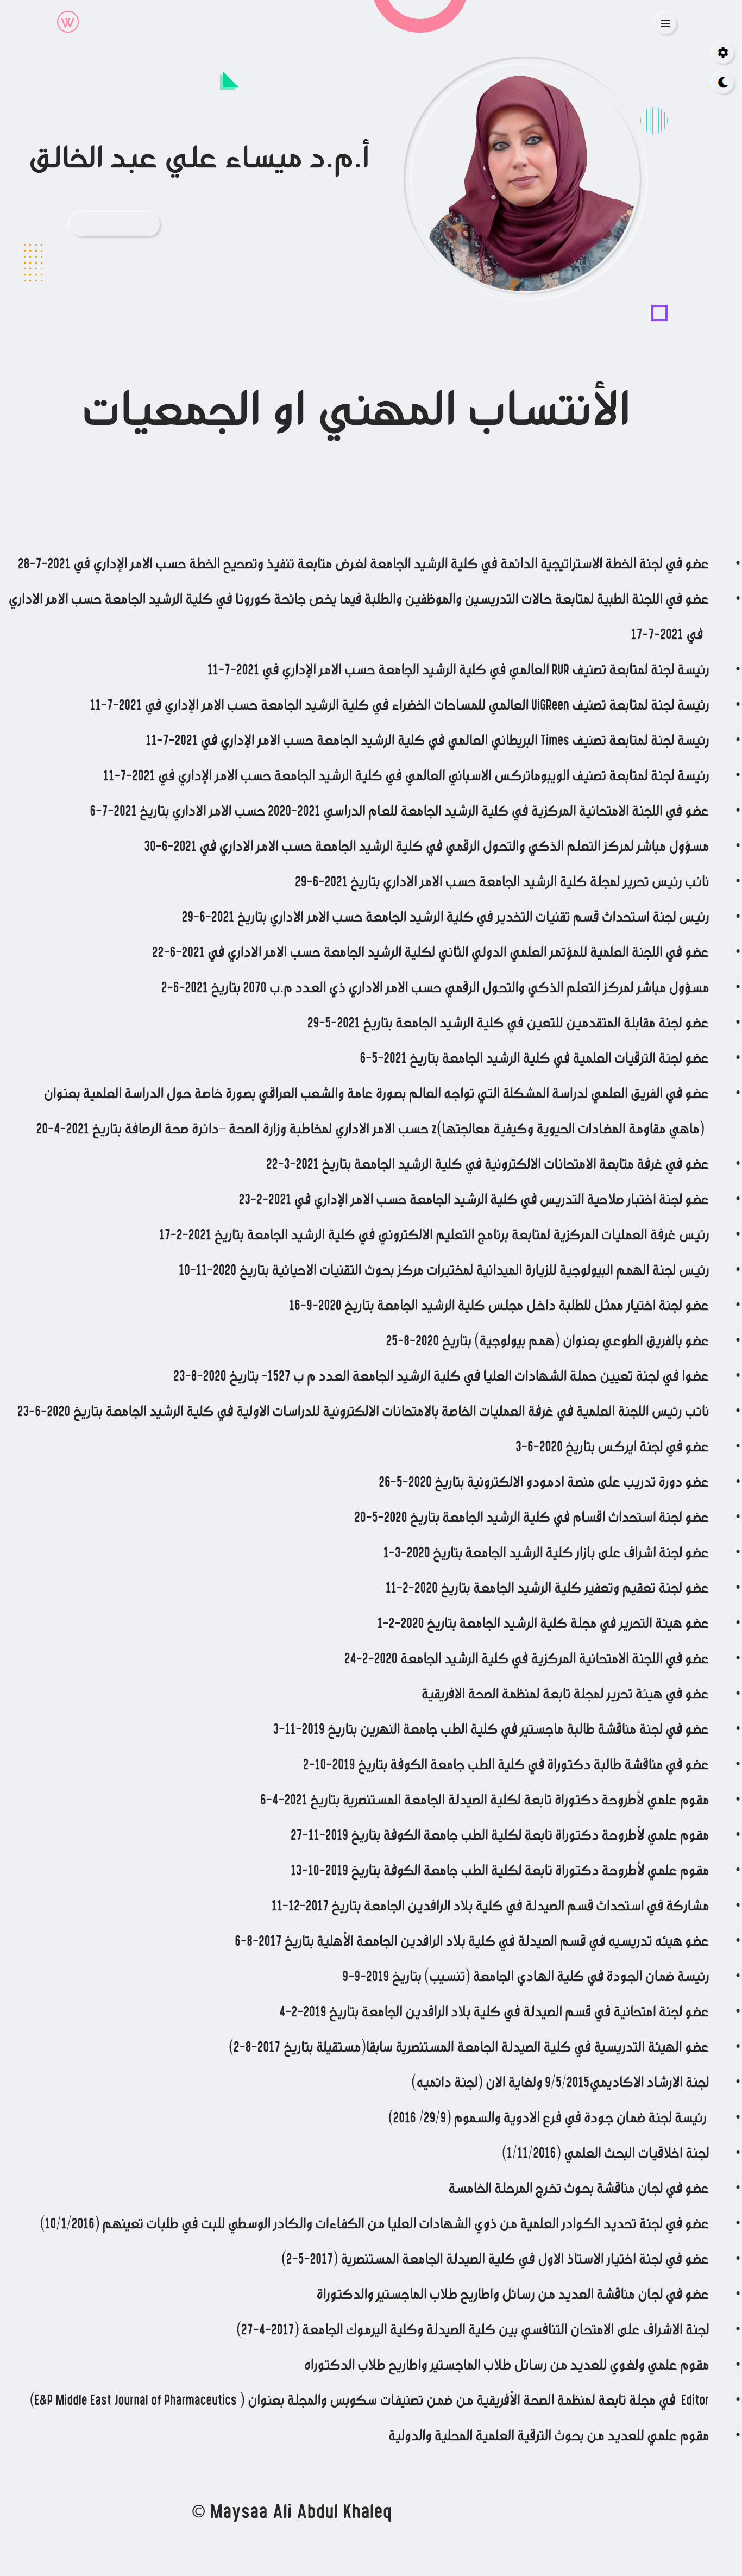 أ.م.د ميساء علي عبد الخالق
الأنتساب المهني او الجمعيات
• عضو في لجنة الخطة الاستراتيجية الدائمة في كلية الرشيد الجامعة لغرض متابعة تنفيذ وتصحيح الخطة حسب الامر الإداري في 2021-7-28
• عضو في اللجنة الطبية لمتابعة حالات التدريسين والموظفين والطلبة فيما يخص جائحة كورونا في كلية الرشيد الجامعة حسب الامر الاداري
في 2021-7-17
• رئيسة لجنة لمتابعة تصنيف RUR العالمي في كلية الرشيد الجامعة حسب الامر الإداري في 2021-7-11
• رئيسة لجنة لمتابعة تصنيف UiGReen العالمي للمساحات الخضراء في كلية الرشيد الجامعة حسب الامر الإداري في 2021-7-11
• رئيسة لجنة لمتابعة تصنيف Times البريطاني العالمي في كلية الرشيد الجامعة حسب الامر الإداري في 2021-7-11
• رئيسة لجنة لمتابعة تصنيف الويبوماتركس الاسباني العالمي في كلية الرشيد الجامعة حسب الامر الإداري في 2021-7-11
• عضو في اللجنة الامتحانية المركزية في كلية الرشيد الجامعة للعام الدراسي 2021-2020 حسب الامر الاداري بتاريخ 2021-7-6
• مسؤول مباشر لمركز التعلم الذكي والتحول الرقمي في كلية الرشيد الجامعة حسب الامر الاداري في 2021-6-30
• نائب رئيس تحرير لمجلة كلية الرشيد الجامعة حسب الامر الاداري بتاريخ 2021-6-29
• رئيس لجنة استحداث قسم تقنيات التخدير في كلية الرشيد الجامعة حسب الامر الاداري بتاريخ 2021-6-29
• عضو في اللجنة العلمية للمؤتمر العلمي الدولي الثاني لكلية الرشيد الجامعة حسب الامر الاداري في 2021-6-22
• مسؤول مباشر لمركز التعلم الذكي والتحول الرقمي حسب الامر الاداري ذي العدد م.ب 2070 بتاريخ 2021-6-2
• عضو لجنة مقابلة المتقدمين للتعين في كلية الرشيد الجامعة بتاريخ 2021-5-29
• عضو لجنة الترقيات العلمية في كلية الرشيد الجامعة بتاريخ 2021-5-6
• عضو في الفريق العلمي لدراسة المشكلة التي تواجه العالم بصورة عامة والشعب العراقي بصورة خاصة حول الدراسة العلمية بعنوان
(ماهي مقاومة المضادات الحيوية وكيفية معالجتها)z حسب الامر الاداري لمخاطبة وزارة الصحة –دائرة صحة الرصافة بتاريخ 2021-4-20
• عضو في غرفة متابعة الامتحانات الالكترونية في كلية الرشيد الجامعة بتاريخ 2021-3-22
• عضو لجنة اختبار صلاحية التدريس في كلية الرشيد الجامعة حسب الامر الإداري في 2021-2-23
• رئيس غرفة العمليات المركزية لمتابعة برنامج التعليم الالكتروني في كلية الرشيد الجامعة بتاريخ 2021-2-17
• رئيس لجنة الهمم البيولوجية للزيارة الميدانية لمختبرات مركز بحوث التقنيات الاحيائية بتاريخ 2020-11-10
• عضو لجنة اختيار ممثل للطلبة داخل مجلس كلية الرشيد الجامعة بتاريخ 2020-9-16
• عضو بالفريق الطوعي بعنوان (همم بيولوجية) بتاريخ 2020-8-25
• عضوا في لجنة تعيين حملة الشهادات العليا في كلية الرشيد الجامعة العدد م ب 1527- بتاريخ 2020-8-23
• نائب رئيس اللجنة العلمية في غرفة العمليات الخاصة بالامتحانات الالكترونية للدراسات الاولية في كلية الرشيد الجامعة بتاريخ 2020-6-23
• عضو في لجنة ايركس بتاريخ 2020-6-3
• عضو دورة تدريب على منصة ادمودو الالكترونية بتاريخ 2020-5-26
• عضو لجنة استحداث اقسام في كلية الرشيد الجامعة بتاريخ 2020-5-20
• عضو لجنة اشراف على بازار كلية الرشيد الجامعة بتاريخ 2020-3-1
• عضو لجنة تعقيم وتعفير كلية الرشيد الجامعة بتاريخ 2020-2-11
• عضو هيئة التحرير في مجلة كلية الرشيد الجامعة بتاريخ 2020-2-1
• عضو في اللجنة الامتحانية المركزية في كلية الرشيد الجامعة 2020-2-24
• عضو في هيئة تحرير لمجلة تابعة لمنظمة الصحة الافريقية
• عضو في لجنة مناقشة طالبة ماجستير في كلية الطب جامعة النهرين بتاريخ 2019-11-3
• عضو في مناقشة طالبة دكتوراة في كلية الطب جامعة الكوفة بتاريخ 2019-10-2
• مقوم علمي لأطروحة دكتوراة تابعة لكلية الصيدلة الجامعة المستنصرية بتاريخ 2021-4-6
• مقوم علمي لأطروحة دكتوراة تابعة لكلية الطب جامعة الكوفة بتاريخ 2019-11-27
• مقوم علمي لأطروحة دكتوراة تابعة لكلية الطب جامعة الكوفة بتاريخ 2019-10-13
• مشاركة في استحداث قسم الصيدلة في كلية بلاد الرافدين الجامعة بتاريخ 2017-12-11
• عضو هيئه تدريسيه في قسم الصيدلة في كلية بلاد الرافدين الجامعة الأهلية بتاريخ 2017-8-6
• رئيسة ضمان الجودة في كلية الهادي الجامعة (تنسيب) بتاريخ 2019-9-9
• عضو لجنة امتحانية في قسم الصيدلة في كلية بلاد الرافدين الجامعة بتاريخ 2019-2-4
• عضو الهيئة التدريسية في كلية الصيدلة الجامعة المستنصرية سابقا(مستقيلة بتاريخ 2017-8-2)
• لجنة الارشاد الاكاديمي9/5/2015 ولغاية الان (لجنة دائميه)
• رئيسة لجنة ضمان جودة في فرع الادوية والسموم (29/9/ 2016)
• لجنة اخلاقيات البحث العلمي (1/11/2016)
• عضو في لجان مناقشة بحوث تخرج المرحلة الخامسة
• عضو في لجنة تحديد الكوادر العلمية من ذوي الشهادات العليا من الكفاءات والكادر الوسطي للبت في طلبات تعينهم (10/1/2016)
• عضو في لجنة اختيار الاستاذ الاول في كلية الصيدلة الجامعة المستنصرية (2017-5-2)
• عضو في لجان مناقشة العديد من رسائل واطاريح طلاب الماجستير والدكتوراة
• لجنة الاشراف على الامتحان التنافسي بين كلية الصيدلة وكلية اليرموك الجامعة (2017-4-27)
• مقوم علمي ولغوي للعديد من رسائل طلاب الماجستير واطاريح طلاب الدكتوراه
• Editor في مجلة تابعة لمنظمة الصحة الأفريقية من ضمن تصنيفات سكوبس والمجلة بعنوان ( E&P Middle East Journal of Pharmaceutics)
• مقوم علمي للعديد من بحوث الترقية العلمية المحلية والدولية
© Maysaa Ali Abdul Khaleq